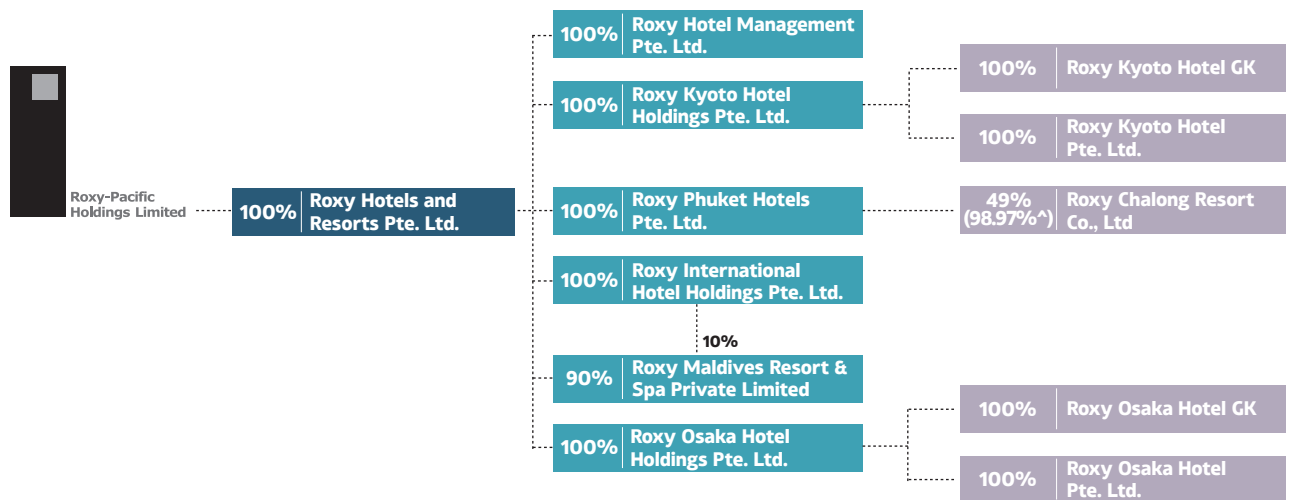 Roxy-Pacific
Holdings Limited
100%
Roxy Hotels and
Resorts Pte. Ltd.
100%
Roxy Hotel Management
Pte. Ltd.
100%
Roxy Kyoto Hotel
Holdings Pte. Ltd.
100%
Roxy Kyoto Hotel GK
100%
Roxy Kyoto Hotel
Pte. Ltd.
100%
Roxy Phuket Hotels
Pte. Ltd.
49%
(98.97%^)
Roxy Chalong Resort
Co., Ltd
100%
Roxy International
Hotel Holdings Pte. Ltd.
10%
90%
Roxy Maldives Resort &
Spa Private Limited
100%
Roxy Osaka Hotel
Holdings Pte. Ltd.
100%
Roxy Osaka Hotel GK
100%
Roxy Osaka Hotel
Pte. Ltd.